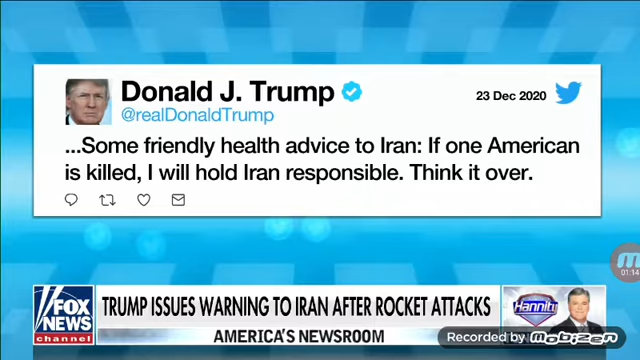 Donald J. Trump
@realDonaldTrump
23 Dec 2020
...Some friendly health advice to Iran: If one American
is killed, I will hold Iran responsible. Think it over.
01:14
FOX
NEWS
channel
TRUMP ISSUES WARNING TO IRAN AFTER ROCKET ATTACKS
AMERICA'S NEWSROOM
Hannity
Recorded by mobizen